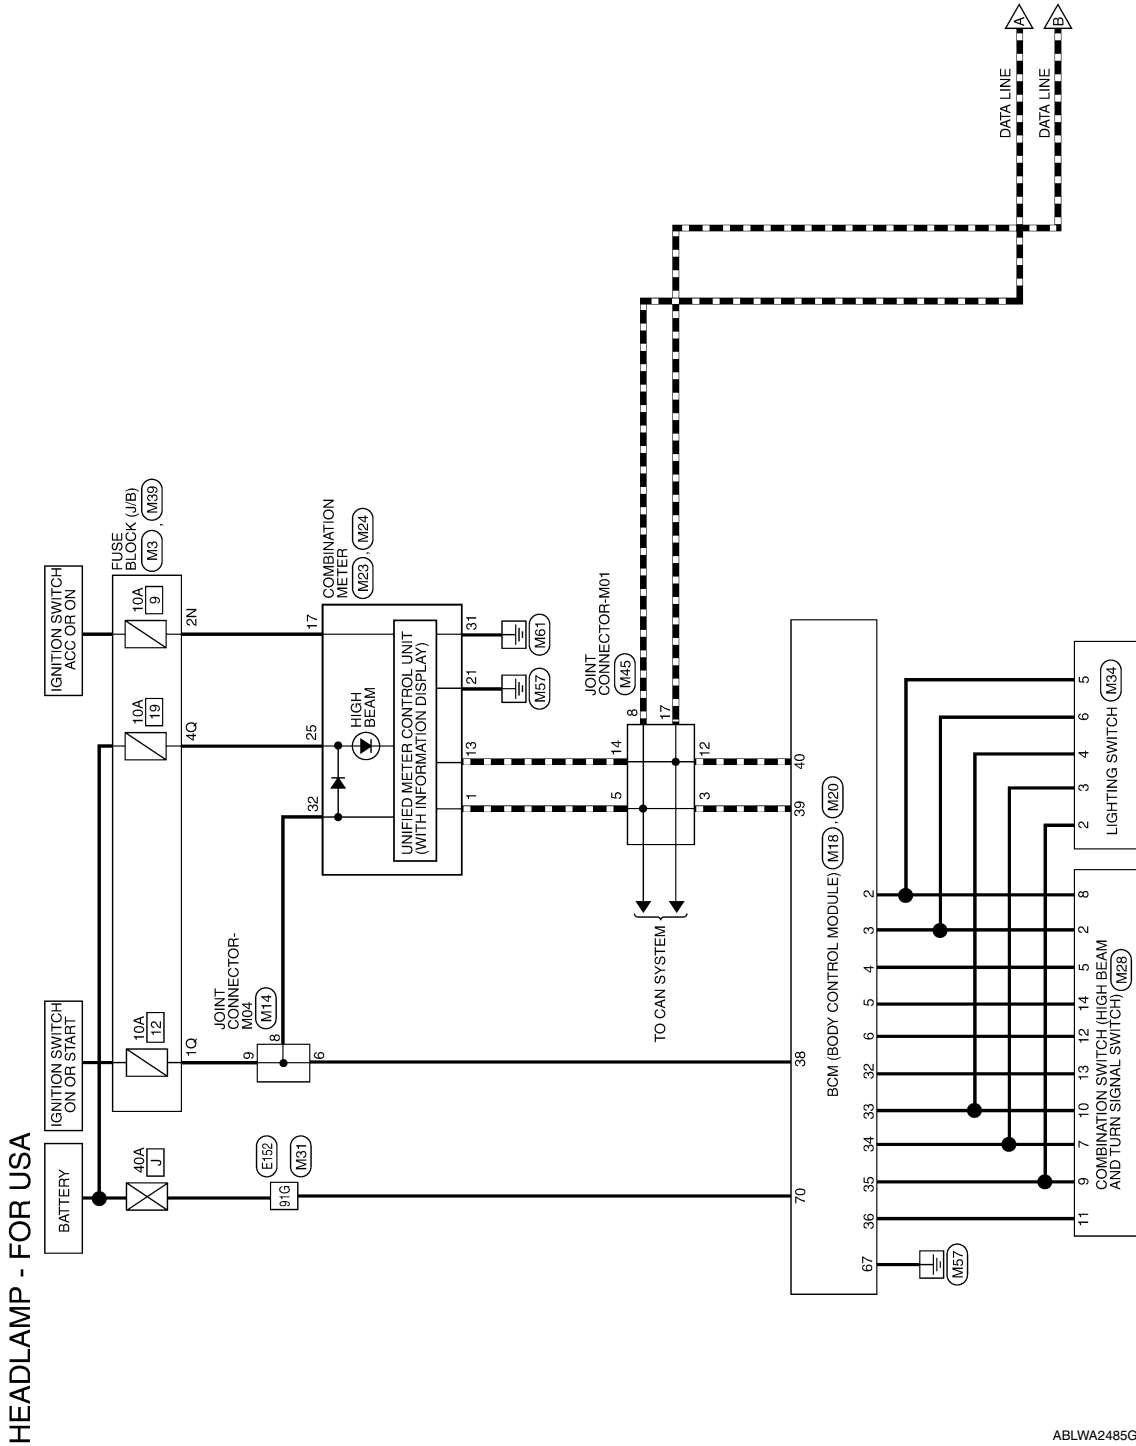 HEADLAMP - FOR USA
BATTERY
IGNITION SWITCH
ON OR START
IGNITION SWITCH
ACC OR ON
40A
J
10A
12
10A
19
10A
9
FUSE
BLOCK (J/B)
M3 , M39
1Q
4Q
2N
E152
M31
91G
JOINT
CONNECTOR-
M04
M14
9
8
6
32
25
17
COMBINATION
METER
M23 , M24
HIGH
BEAM
UNIFIED METER CONTROL UNIT
(WITH INFORMATION DISPLAY)
1
13
21
31
M57
M61
JOINT
CONNECTOR-M01
M45
5
14
8
17
3
12
TO CAN SYSTEM
DATA LINE
A
DATA LINE
B
70
38
39
40
BCM (BODY CONTROL MODULE) M18 , M20
67
36
35
34
33
32
6
5
4
3
2
M57
11
9
7
10
13
12
14
5
2
8
COMBINATION SWITCH (HIGH BEAM
AND TURN SIGNAL SWITCH)
M28
2
3
4
6
5
LIGHTING SWITCH M34
ABLWA2485G